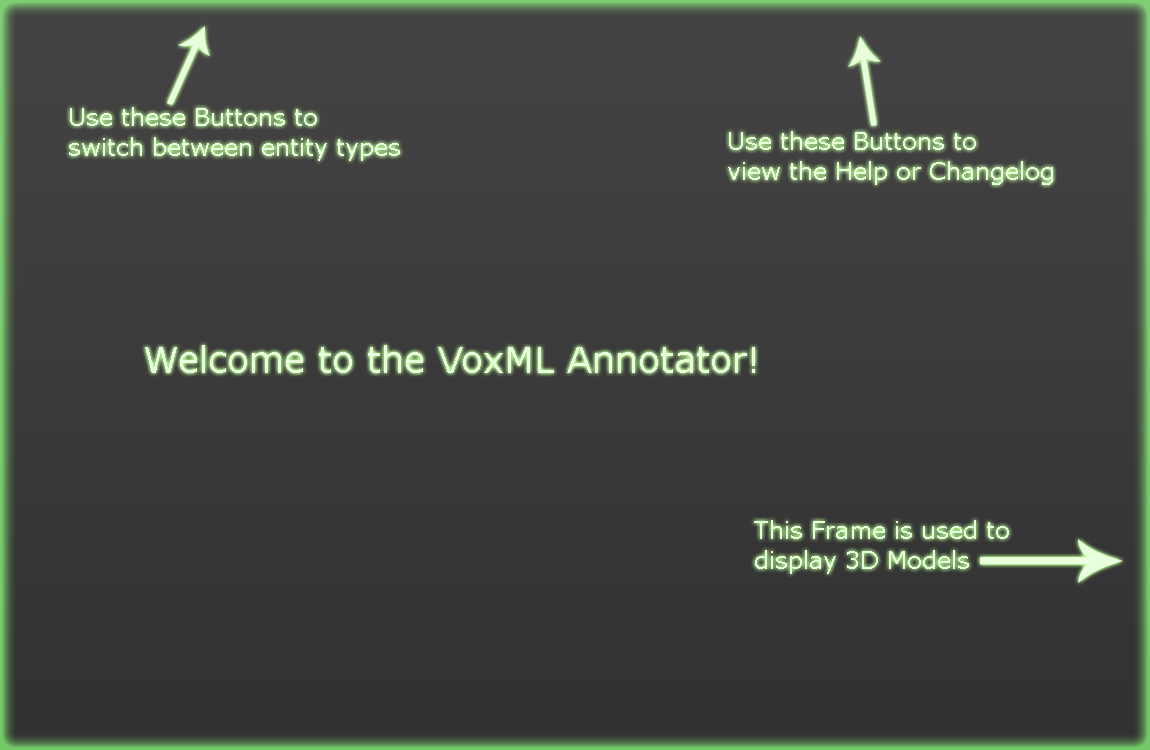 Use these Buttons to
switch between entity types
Use these Buttons to
view the Help or Changelog
Welcome to the VoxML Annotator!
This Frame is used to
display 3D Models